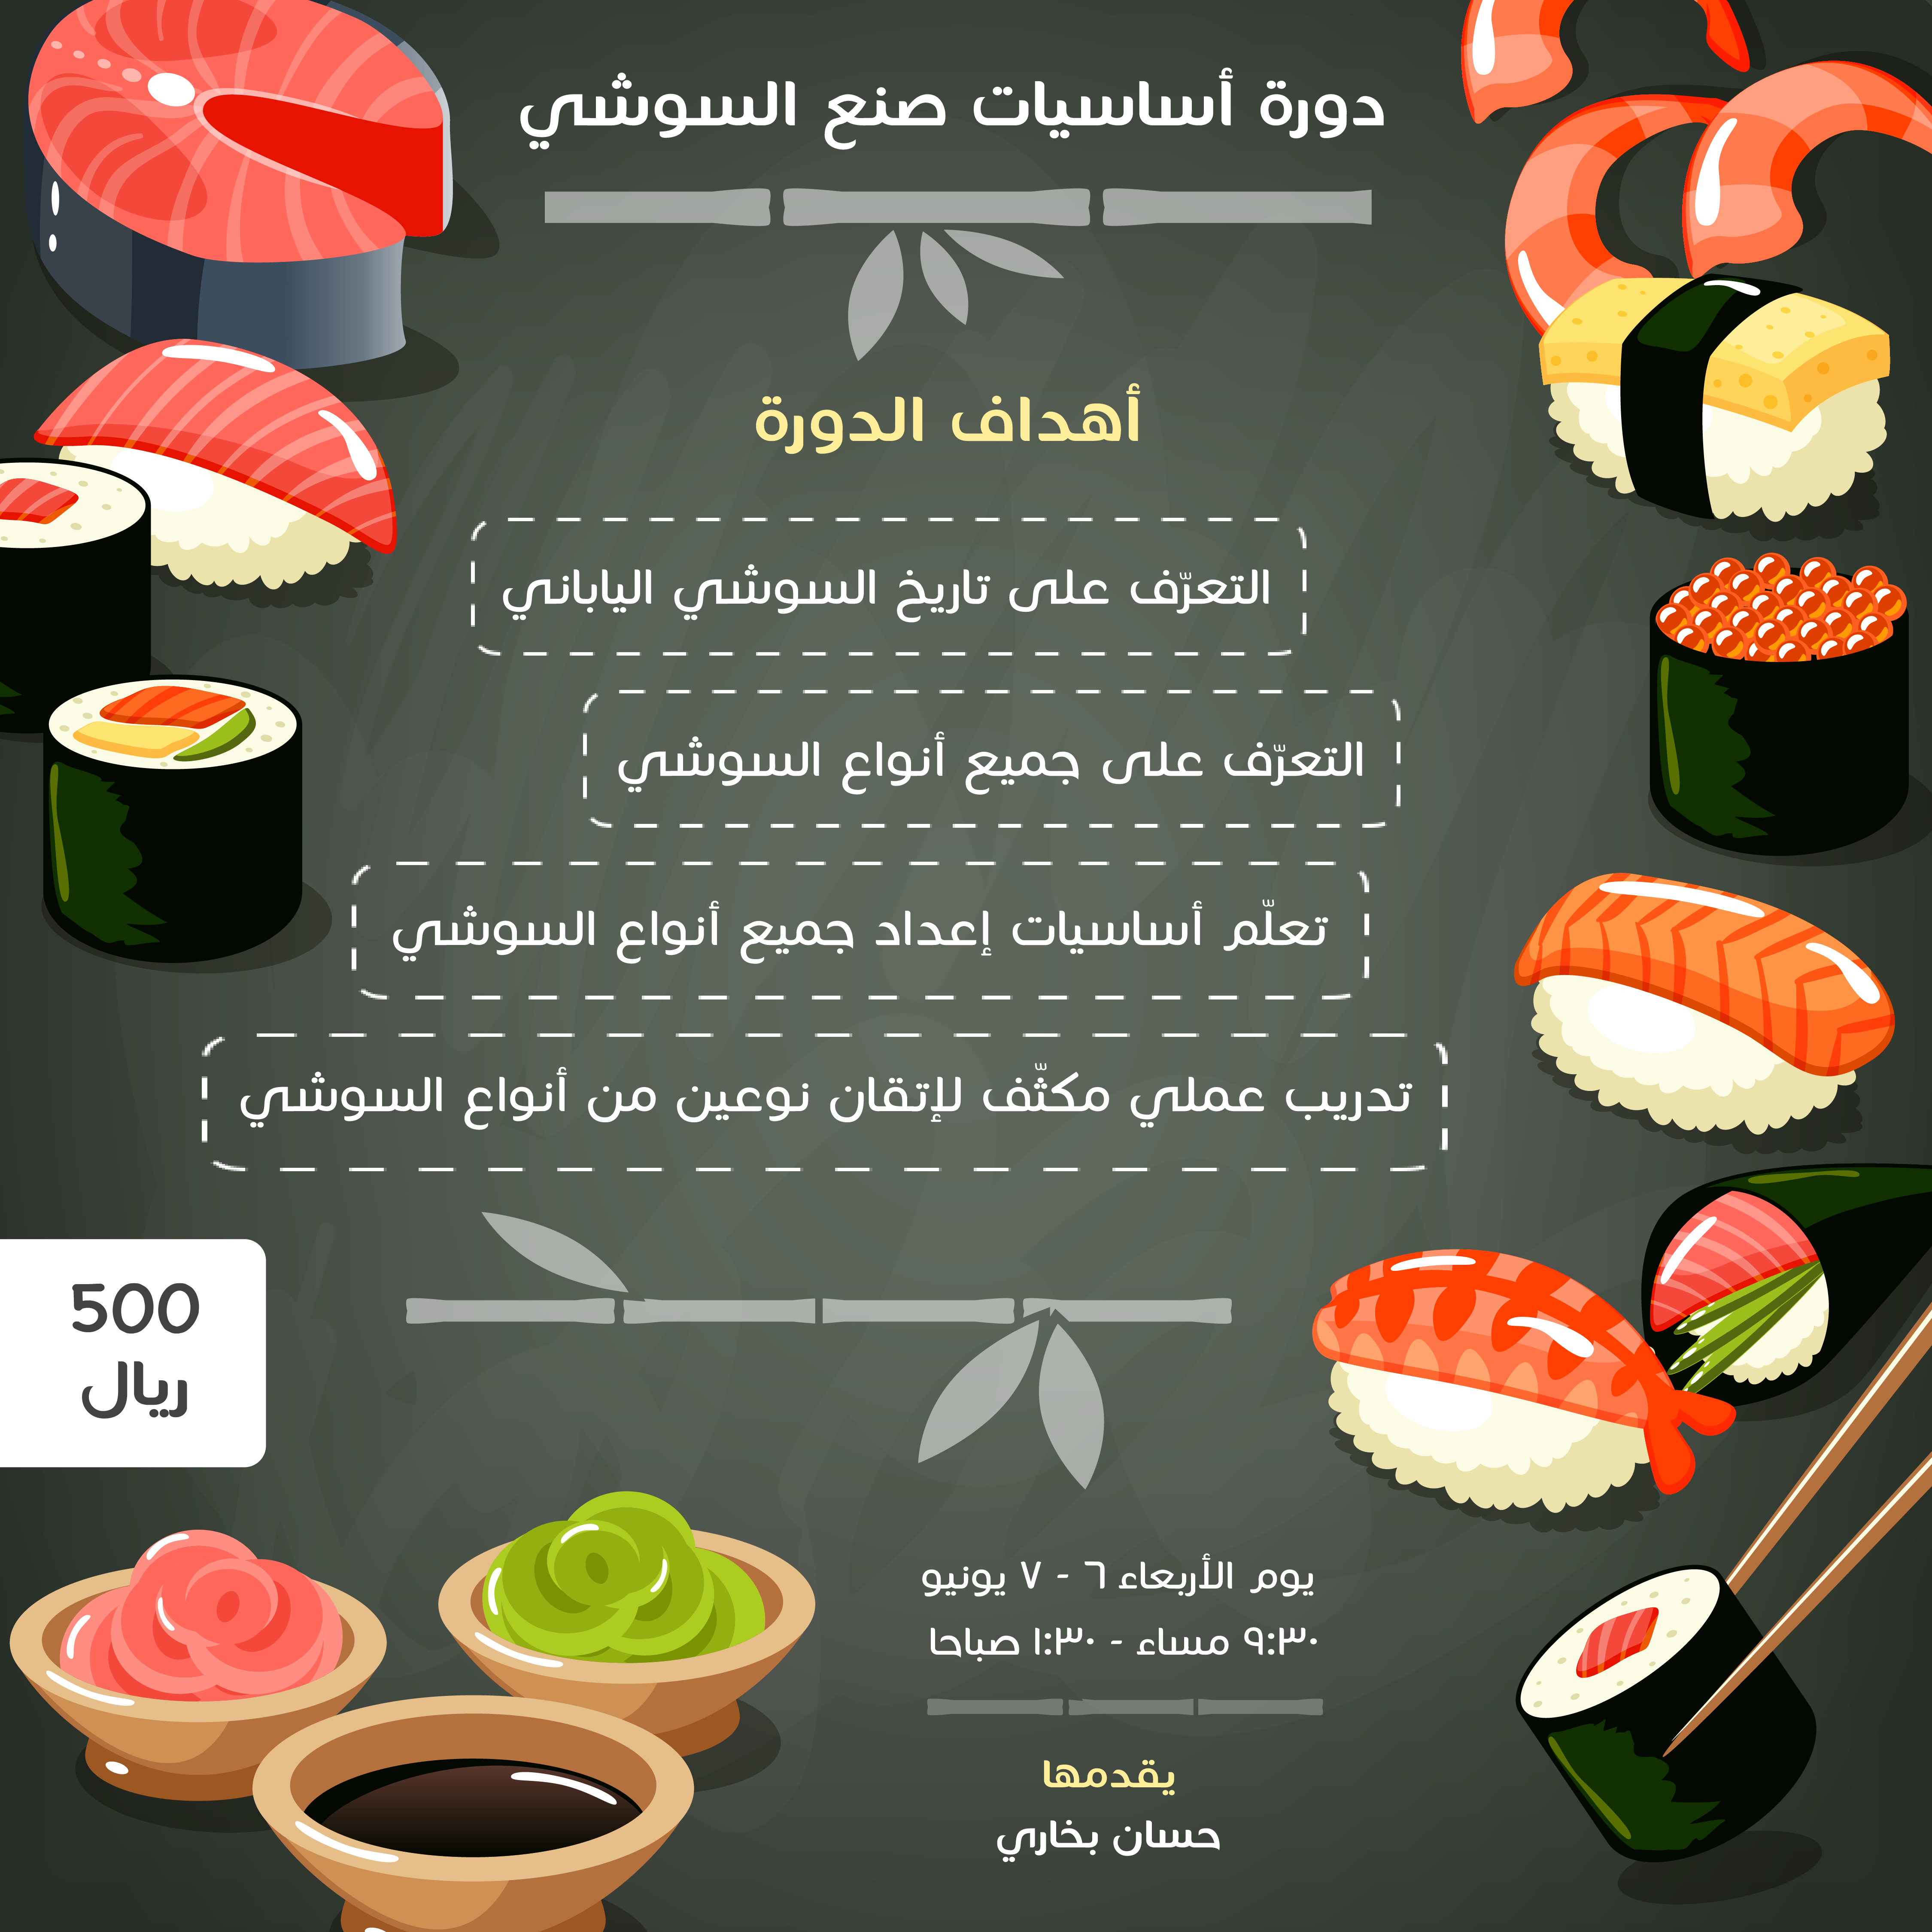 دورة أساسيات صنع السوشي
أهداف الدورة
التعرّف على تاريخ السوشي الياباني
التعرّف على جميع أنواع السوشي
تعلّم أساسيات إعداد جميع أنواع السوشي
تدريب عملي مكثّف لإتقان نوعين من أنواع السوشي
500
ريال
يوم الأربعاء ٦ - ٧ يونيو
٩:٣٠ مساء - ١:٣٠ صباحا
يقدمها
حسان بخاري